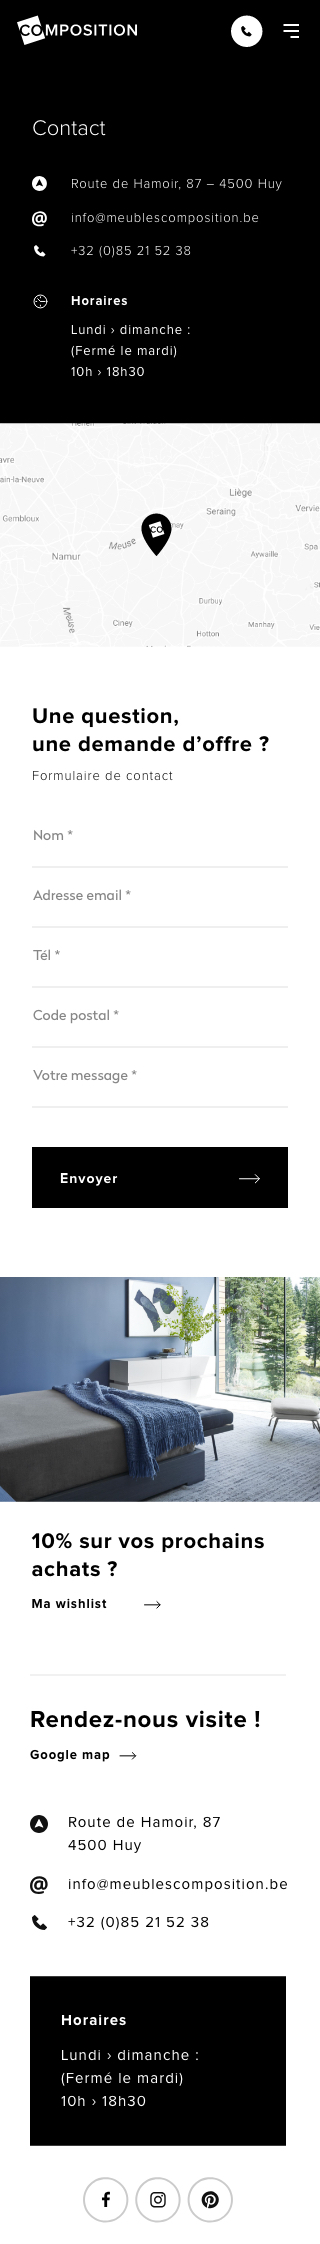 COMPOSITION
Contact
Route de Hamoir, 87 – 4500 Huy
info@meublescomposition.be
+32 (0)85 21 52 38
Horaires
Lundi › dimanche :
(Fermé le mardi)
10h › 18h30
ain-la-Neuve
Liège
Seraing
Gembloux
CO
Meuse
Namur
Aywaille
Spa
Durbuy
Meuse
Ciney
Manhay
Hotton
Une question,
une demande d’offre ?
Formulaire de contact
Nom *
Adresse email *
Tél *
Code postal *
Votre message *
Envoyer
10% sur vos prochains
achats ?
Ma wishlist
Rendez-nous visite !
Google map
Route de Hamoir, 87
4500 Huy
info@meublescomposition.be
+32 (0)85 21 52 38
Horaires
Lundi › dimanche :
(Fermé le mardi)
10h › 18h30